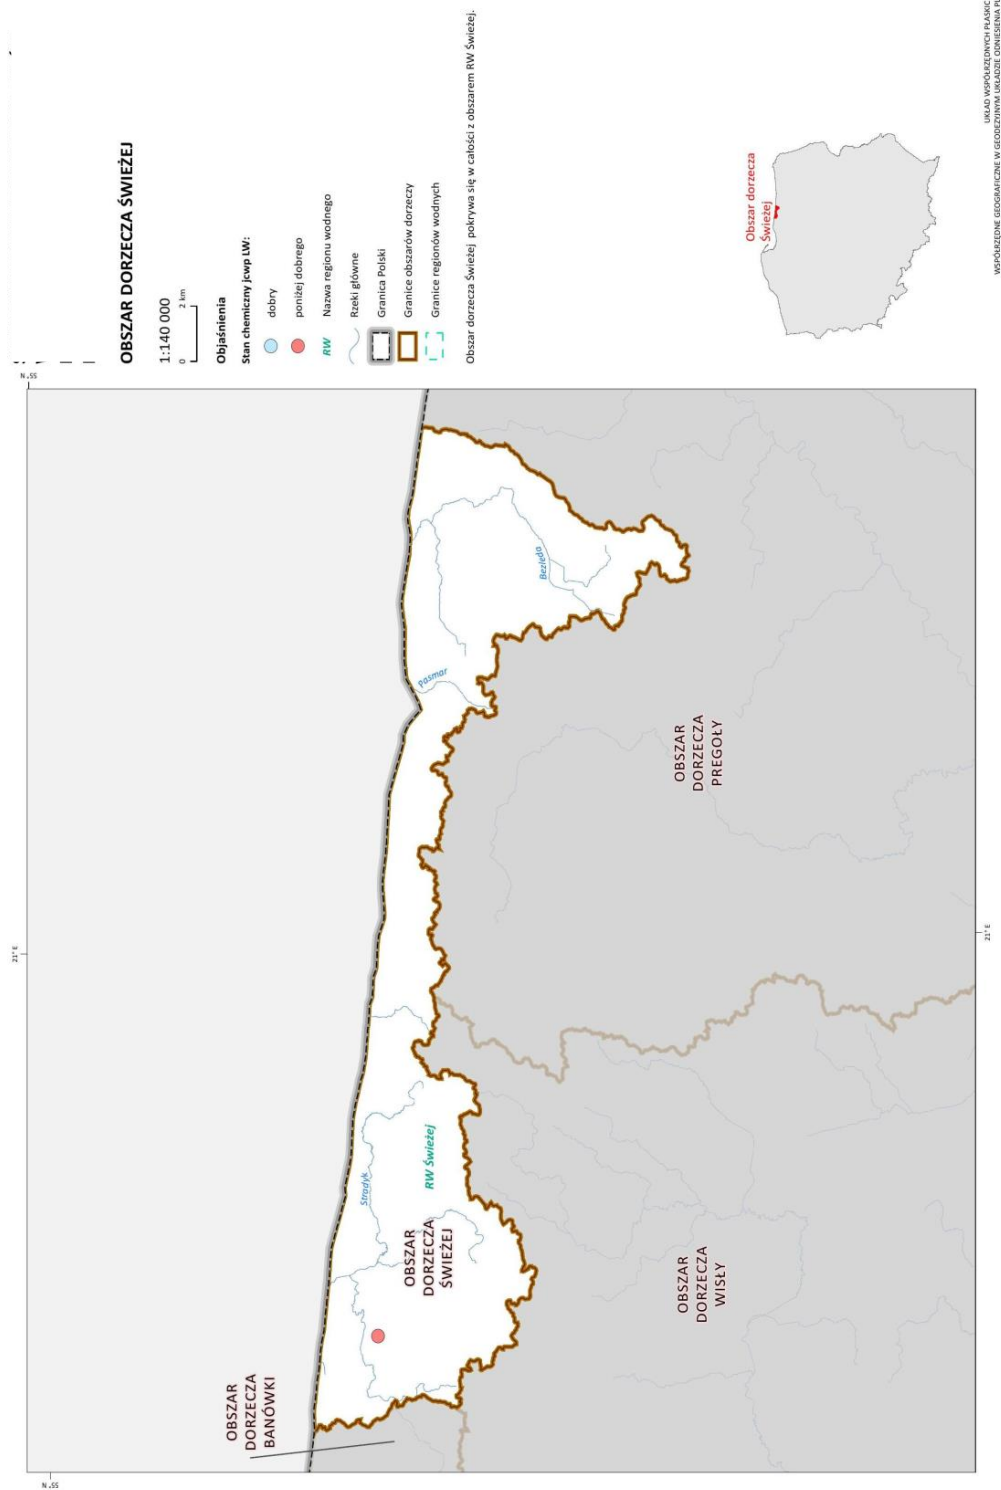 OBSZAR DORZECZA ŚWIEŻEJ
1:140 000
0 2 km
Objaśnienia
Stan chemiczny jcwp LW:
dobry
poniżej dobrego
RW Nazwa regionu wodnego
Rzeki główne
Granica Polski
Granice obszarów dorzeczy
Granice regionów wodnych
Obszar dorzecza Świeżej pokrywa się w całości z obszarem RW Świeżej.
Obszar dorzecza
Świeżej
UKŁAD WSPÓŁRZĘDNYCH PŁASKIC
WSPÓŁRZĘDNE GEOGRAFICZNE W GEODEZYJNYM UKŁADZIE ODNIESIENIA PL
21° E
OBSZAR
DORZECZA
BANÓWKI
Stradyk
RW Świeżej
OBSZAR
DORZECZA
ŚWIEŻEJ
Pasmar
Bezleda
OBSZAR
DORZECZA
WISŁY
OBSZAR
DORZECZA
PREGOŁY
21° E